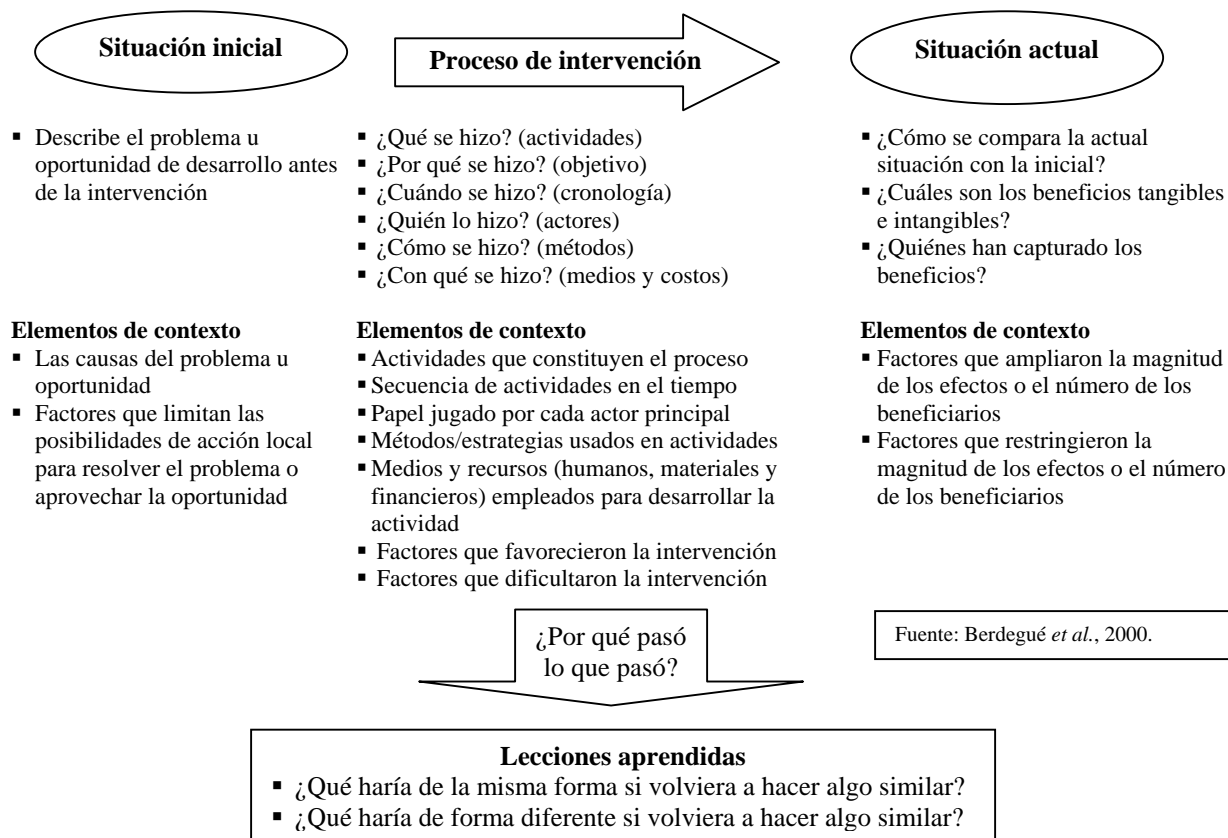 Situación inicial
Proceso de intervención
Situación actual
▪ Describe el problema u
oportunidad de desarrollo antes
de la intervención
▪ ¿Qué se hizo? (actividades)
▪ ¿Por qué se hizo? (objetivo)
▪ ¿Cuándo se hizo? (cronología)
▪ ¿Quién lo hizo? (actores)
▪ ¿Cómo se hizo? (métodos)
▪ ¿Con qué se hizo? (medios y costos)
▪ ¿Cómo se compara la actual
situación con la inicial?
▪ ¿Cuáles son los beneficios tangibles
e intangibles?
▪ ¿Quiénes han capturado los
beneficios?
Elementos de contexto
▪ Las causas del problema u
oportunidad
▪ Factores que limitan las
posibilidades de acción local
para resolver el problema o
aprovechar la oportunidad
Elementos de contexto
▪ Actividades que constituyen el proceso
▪ Secuencia de actividades en el tiempo
▪ Papel jugado por cada actor principal
▪ Métodos/estrategias usados en actividades
▪ Medios y recursos (humanos, materiales y
financieros) empleados para desarrollar la
actividad
▪ Factores que favorecieron la intervención
▪ Factores que dificultaron la intervención
Elementos de contexto
▪ Factores que ampliaron la magnitud
de los efectos o el número de los
beneficiarios
▪ Factores que restringieron la
magnitud de los efectos o el número
de los beneficiarios
¿Por qué pasó
lo que pasó?
Fuente: Berdegué et al., 2000.
Lecciones aprendidas
▪ ¿Qué haría de la misma forma si volviera a hacer algo similar?
▪ ¿Qué haría de forma diferente si volviera a hacer algo similar?